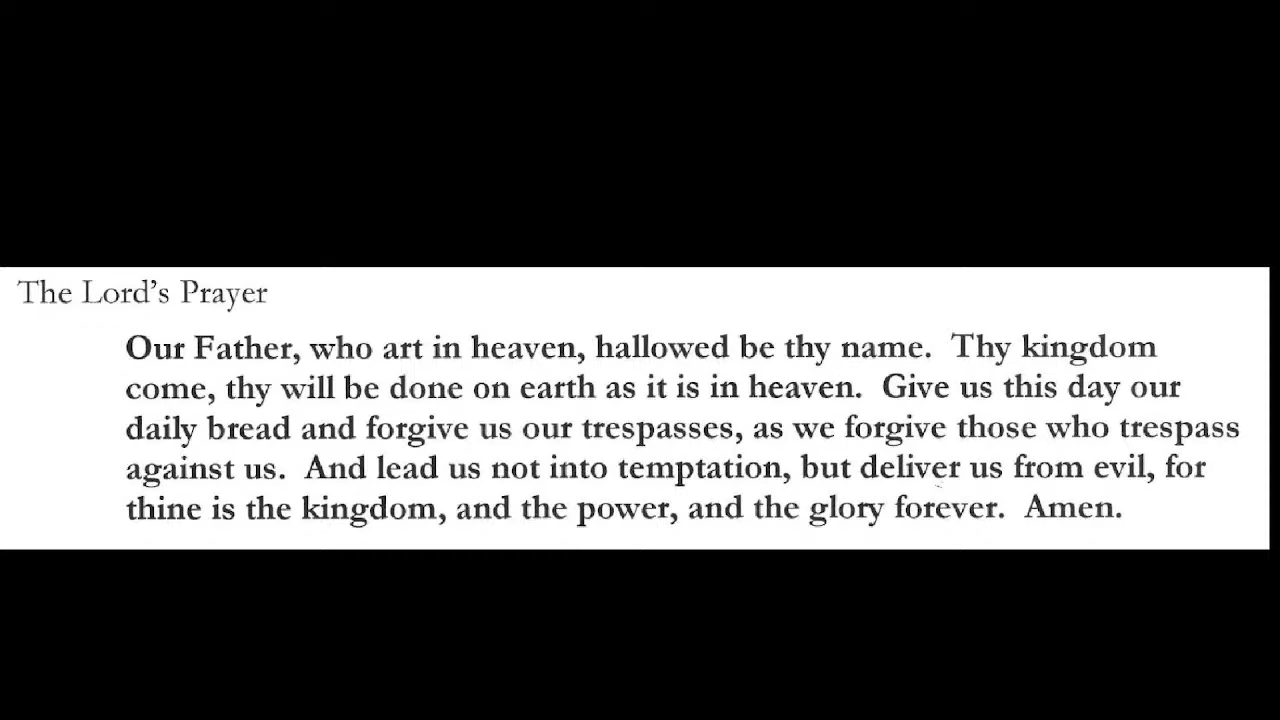 The Lord's Prayer
Our Father, who art in heaven, hallowed be thy name. Thy kingdom
come, thy will be done on earth as it is in heaven. Give us this day our
daily bread and forgive us our trespasses, as we forgive those who trespass
against us. And lead us not into temptation, but deliver us from evil, for
thine is the kingdom, and the power, and the glory forever. Amen.